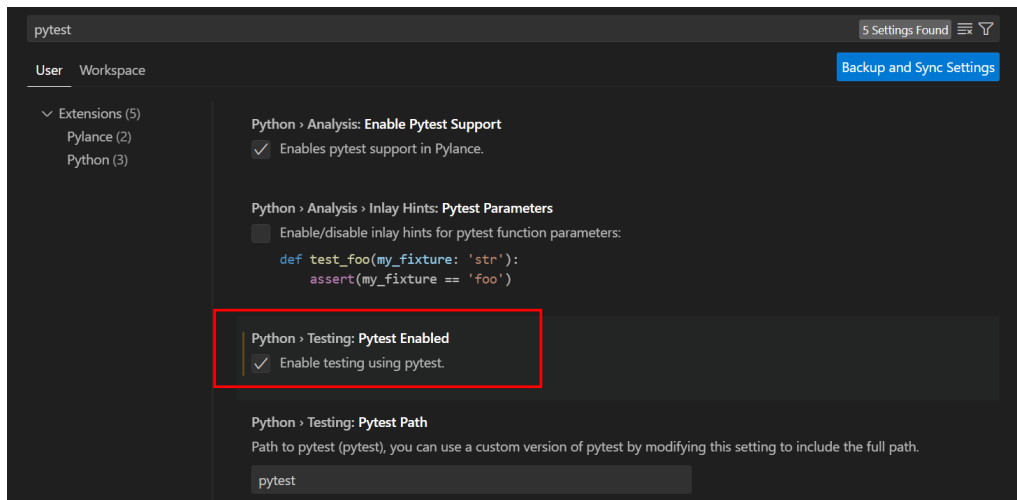 pytest
5 Settings Found
User Workspace
Backup and Sync Settings
Extensions (5)
Pylance (2)
Python (3)
Python › Analysis: Enable Pytest Support
Enables pytest support in Pylance.
Python › Analysis › Inlay Hints: Pytest Parameters
Enable/disable inlay hints for pytest function parameters:
def test_foo(my_fixture: 'str'):
    assert(my_fixture == 'foo')
Python › Testing: Pytest Enabled
Enable testing using pytest.
Python › Testing: Pytest Path
Path to pytest (pytest), you can use a custom version of pytest by modifying this setting to include the full path.
pytest